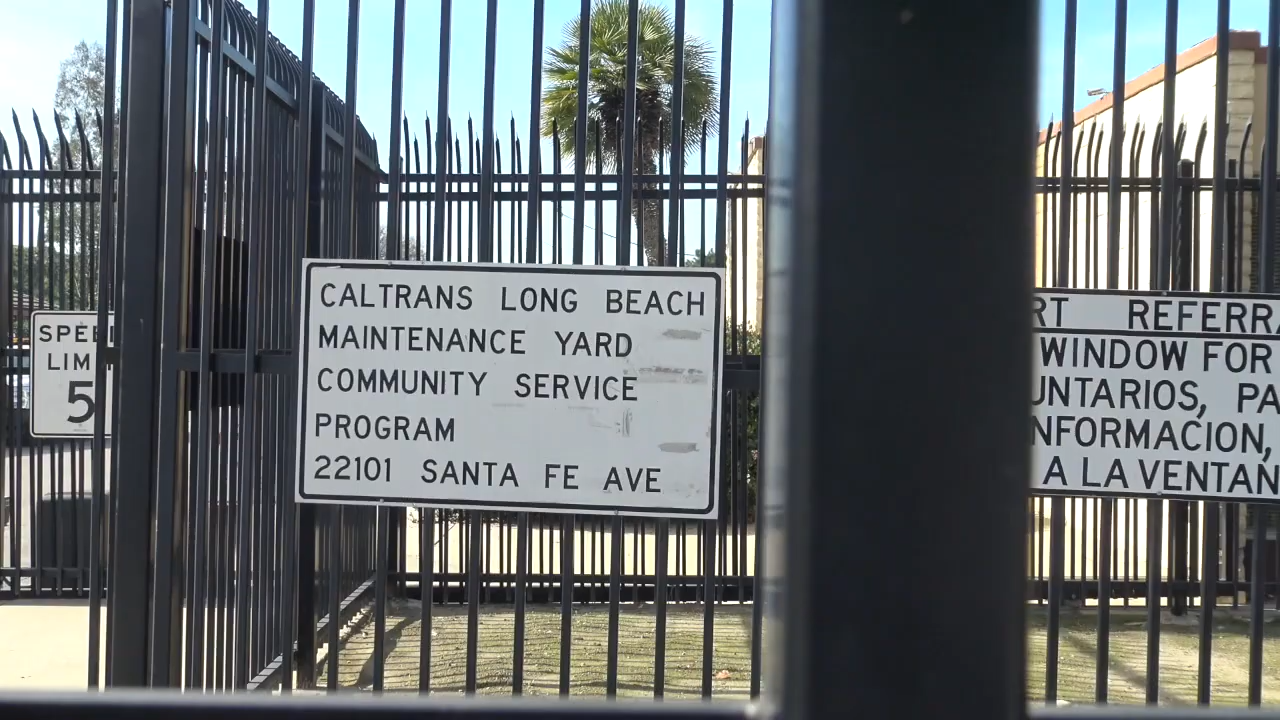 SPEE
LIM
5
CALTRANS LONG BEACH
MAINTENANCE YARD
COMMUNITY SERVICE
PROGRAM
22101 SANTA FE AVE
RT REFERRA
WINDOW FOR
UNTARIOS, PA
NFORMACION,
A LA VENTAN